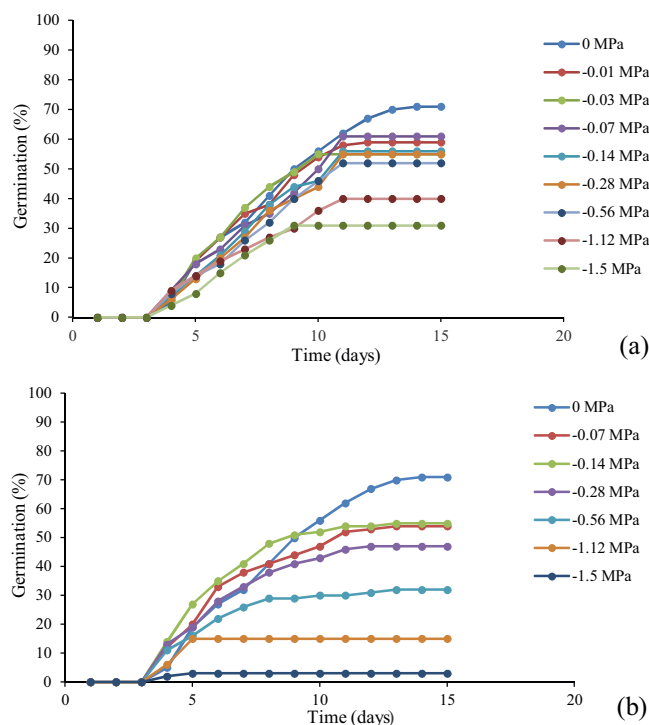 100
90
80
70
60
50
40
30
20
10
0
Germination (%)
0 5 10 15 20
Time (days)
0 MPa
-0.01 MPa
-0.03 MPa
-0.07 MPa
-0.14 MPa
-0.28 MPa
-0.56 MPa
-1.12 MPa
-1.5 MPa
(a)
100
90
80
70
60
50
40
30
20
10
0
Germination (%)
0 5 10 15 20
Time (days)
0 MPa
-0.07 MPa
-0.14 MPa
-0.28 MPa
-0.56 MPa
-1.12 MPa
-1.5 MPa
(b)